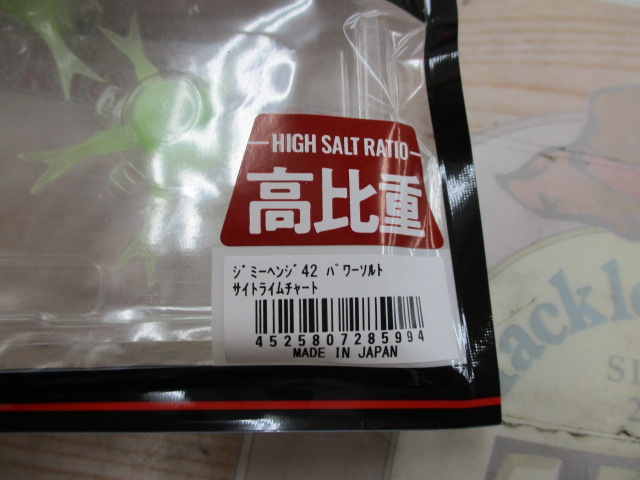 HIGH SALT RATIO
高比重
ｼﾞﾐーﾍﾝｼﾞ42 ﾊﾟﾜーｿﾙﾄ
ｻｲﾄﾗｲﾑﾁｬーﾄ
4525807285994
MADE IN JAPAN
ackle